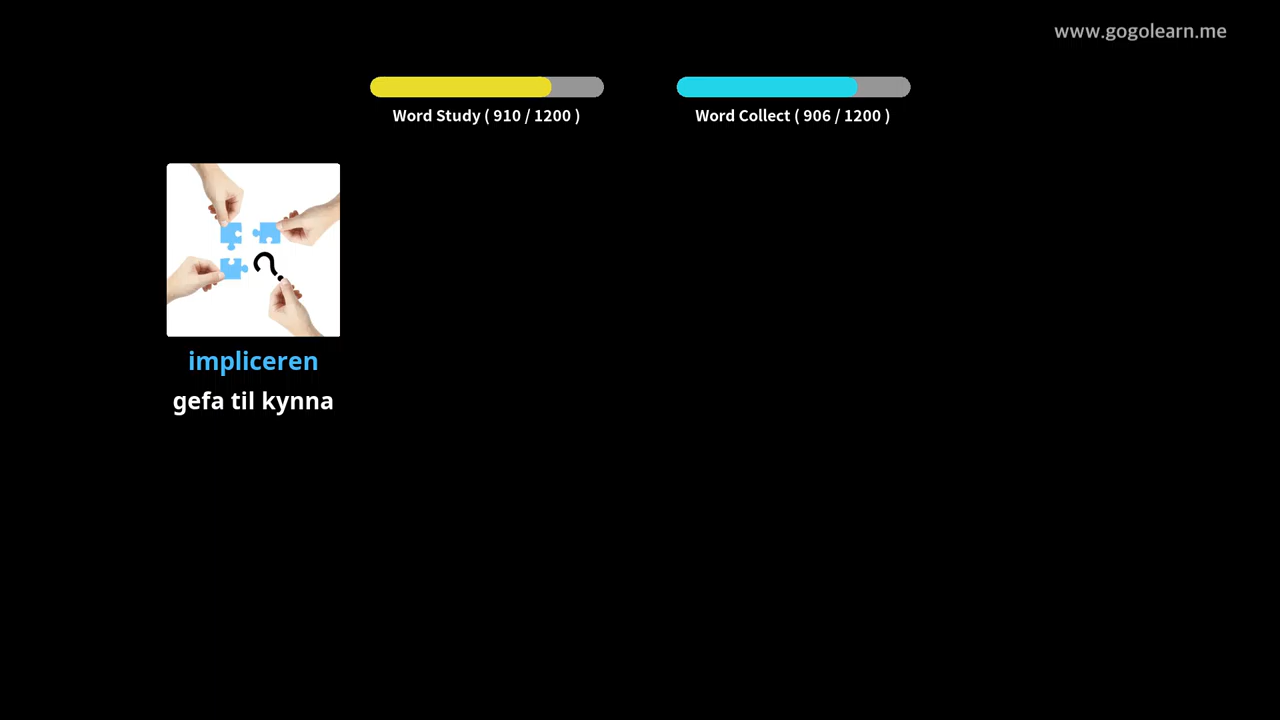 www.gogolearn.me
Word Study ( 910 / 1200 )
Word Collect ( 906 / 1200 )
impliceren
gefa til kynna